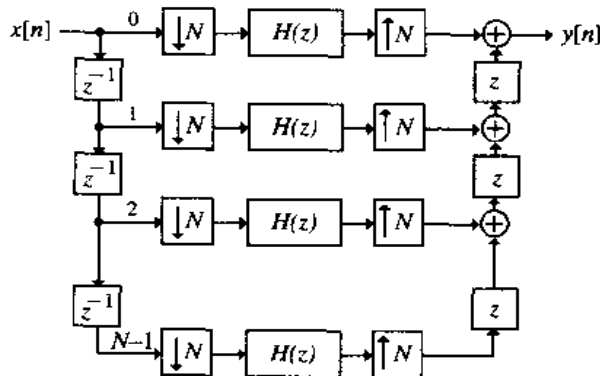 x[n] 0 ↓N H(z) ↑N + y[n]
z⁻¹ z
1 ↓N H(z) ↑N +
z⁻¹ z
2 ↓N H(z) ↑N +
z⁻¹ z
N–1 ↓N H(z) ↑N